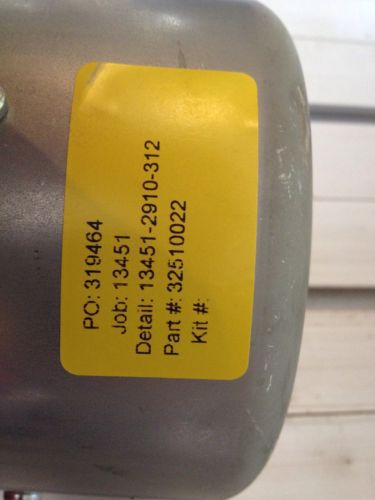 PO: 319464
Job: 13451
Detail: 13451-2910-312
Part #: 32510022
Kit #: